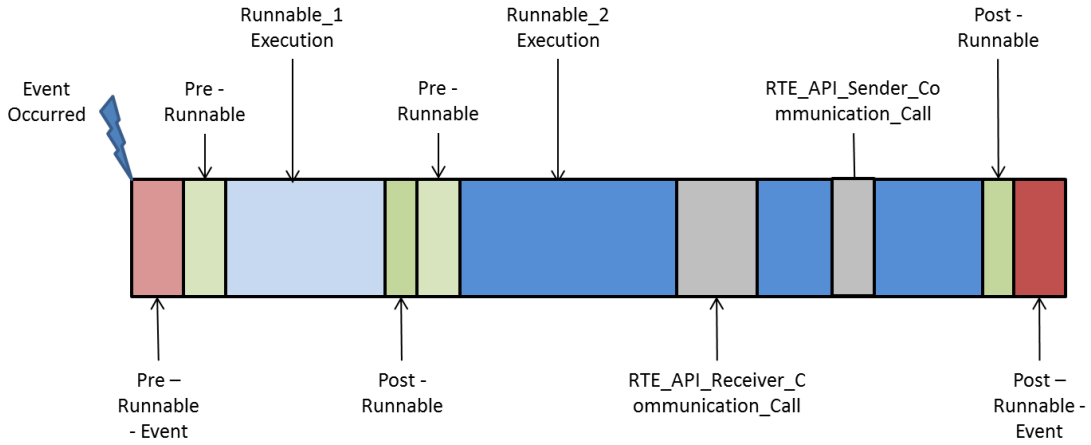 Runnable_1
Execution
Runnable_2
Execution
Post -
Runnable
Event
Occurred
Pre -
Runnable
Pre -
Runnable
RTE_API_Sender_Co
mmunication_Call
Pre –
Runnable
- Event
Post -
Runnable
RTE_API_Receiver_C
ommunication_Call
Post –
Runnable -
Event